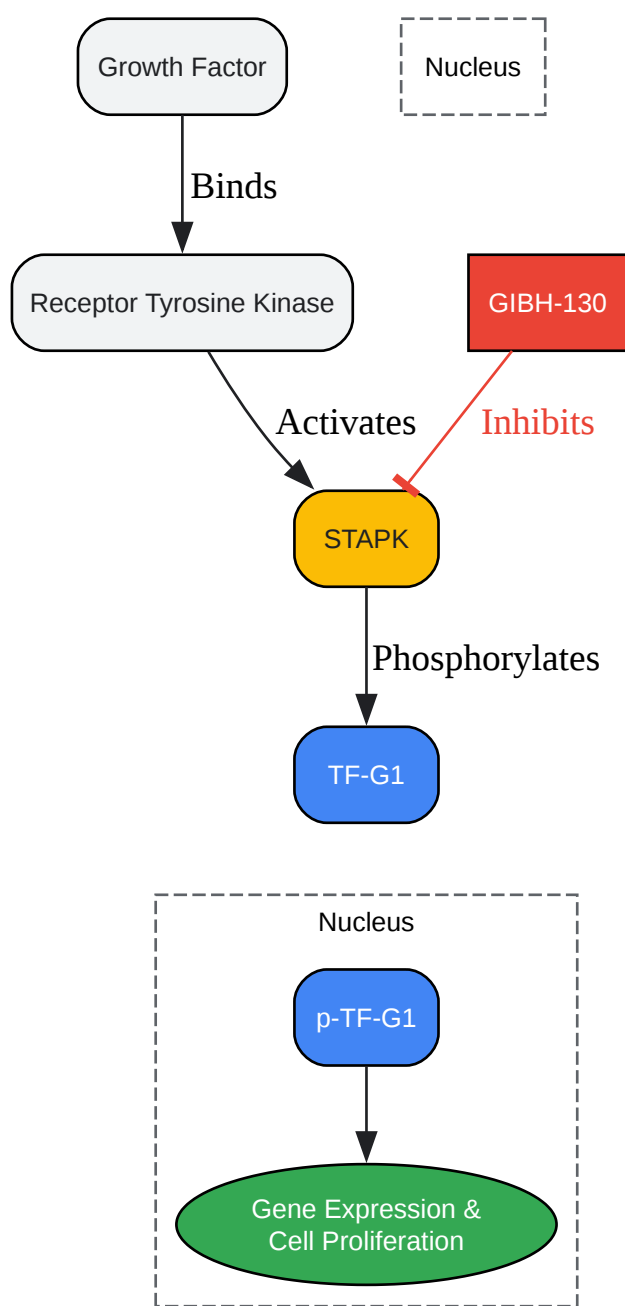 Growth Factor
Nucleus
Binds
Receptor Tyrosine Kinase
GIBH-130
Activates
Inhibits
STAPK
Phosphorylates
TF-G1
Nucleus
p-TF-G1
Gene Expression &
Cell Proliferation